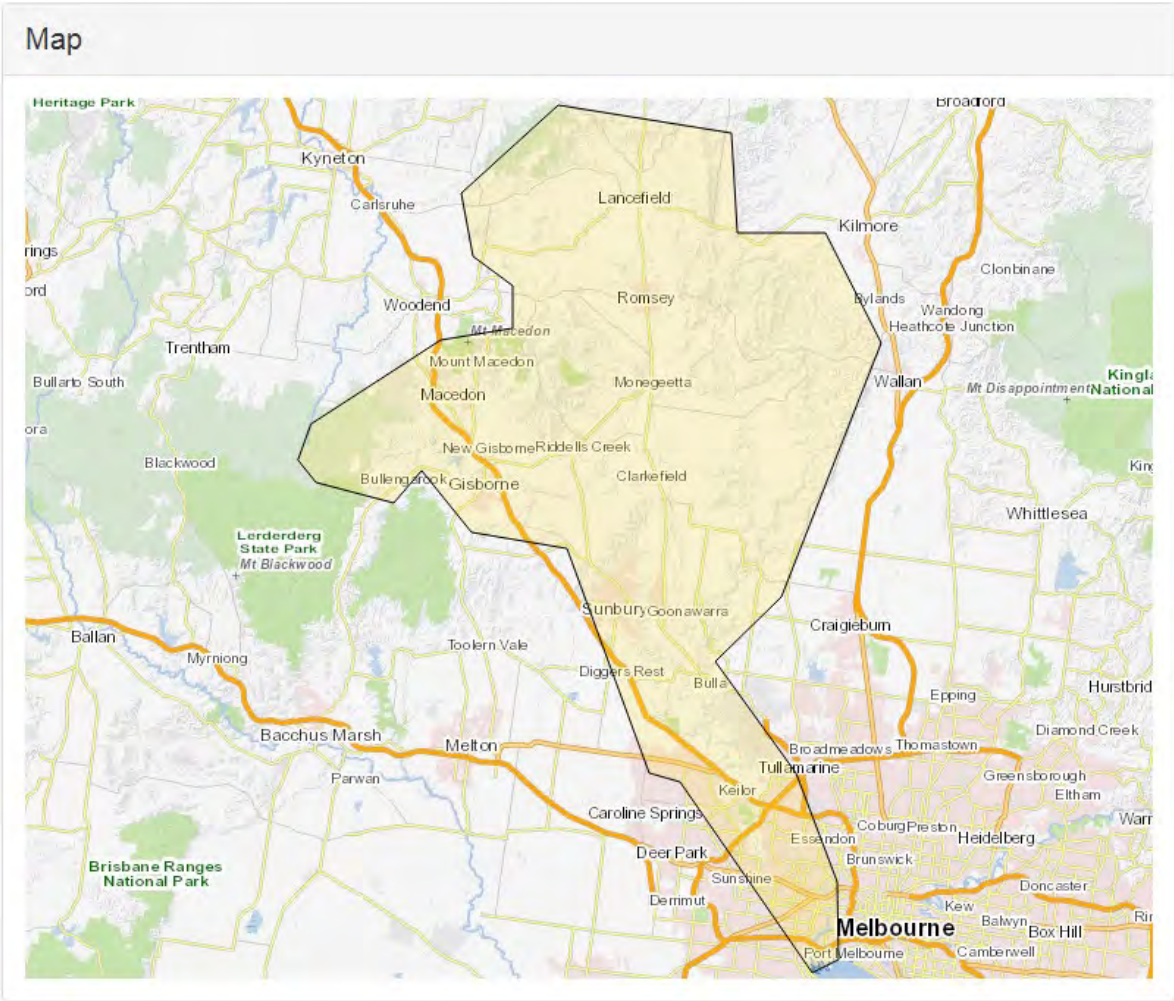 Map
Heritage Park
Broadford
Kyneton
Carlsruhe
Lancefield
Kilmore
rings
ord
Clonbinane
Woodend
Romsey
Bylands
Wandong
Heathcote Junction
Mt Macedon
Trentham
Mount Macedon
Bullarto South
Monegeetta
Wallan
Mt Disappointment
Kingla
National
Macedon
ora
New Gisborne
Riddells Creek
Blackwood
King
Bullengarook
Gisborne
Clarkefield
Whittlesea
Lerderderg
State Park
Mt Blackwood
Sunbury
Goonawarra
Craigieburn
Ballan
Toolern Vale
Myrniong
Diggers Rest
Bulla
Hurstbrid
Epping
Bacchus Marsh
Melton
Diamond Creek
Broadmeadows
Thomastown
Tullamarine
Parwan
Greensborough
Keilor
Eltham
Caroline Springs
Warr
Coburg
Preston
Essendon
Heidelberg
Deer Park
Brunswick
Brisbane Ranges
National Park
Sunshine
Doncaster
Derrimut
Kew
Rin
Balwyn
Melbourne
Box Hill
Port Melbourne
Camberwell